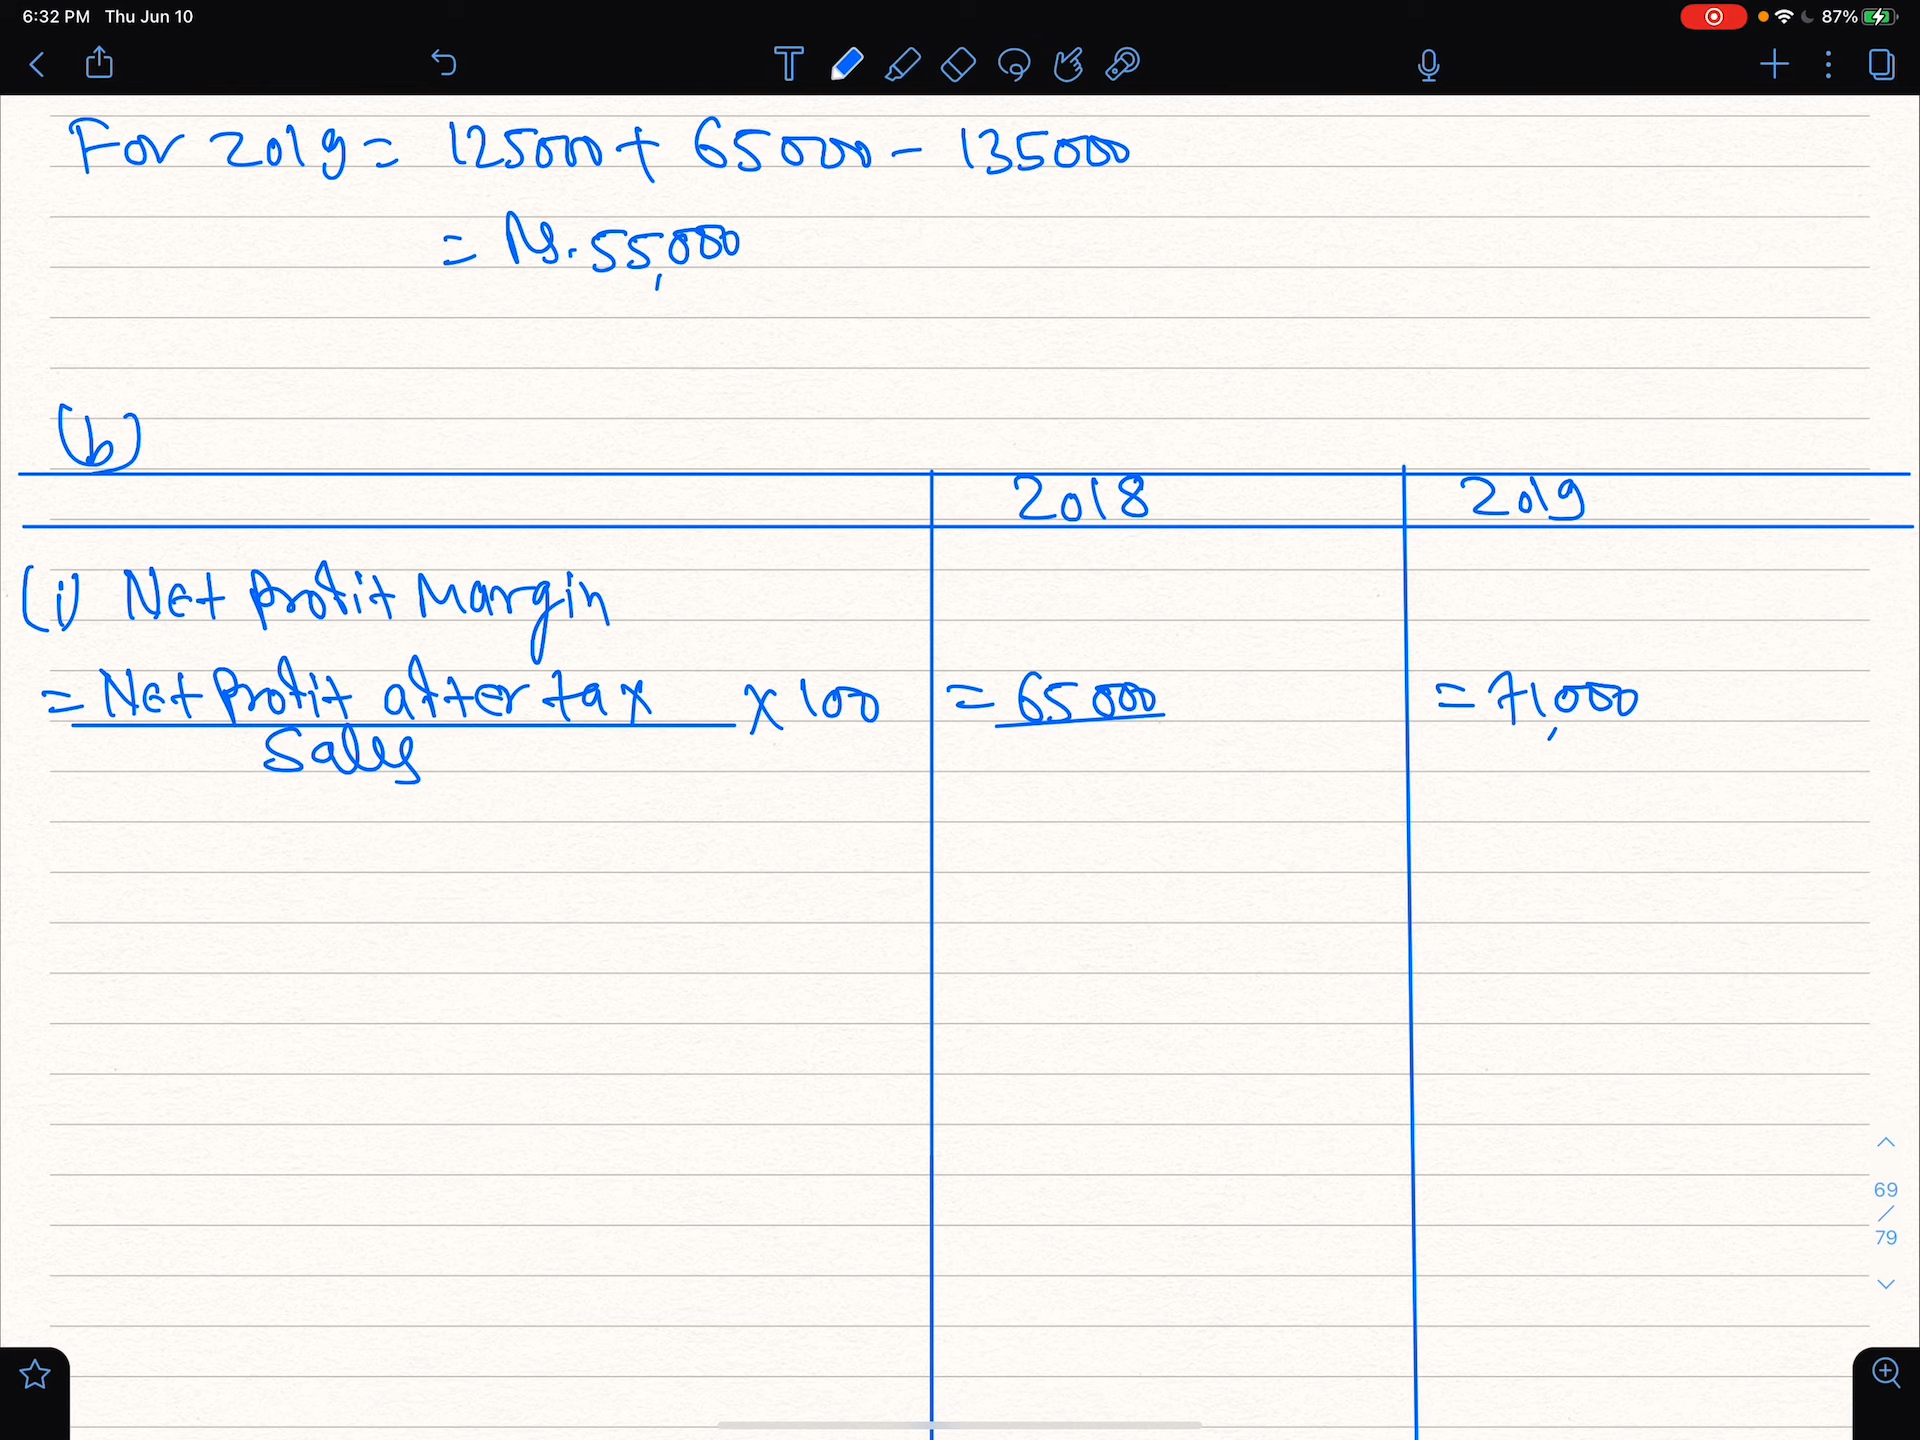 6:32 PM Thu Jun 10
87%
For 2019 = 125000 + 65000 - 135000
= Rs. 55,000
(b)
2018 2019
(i) Net Profit Margin
= Net Profit after tax x 100 = 65000 = 71,000
Sales
69
/
79